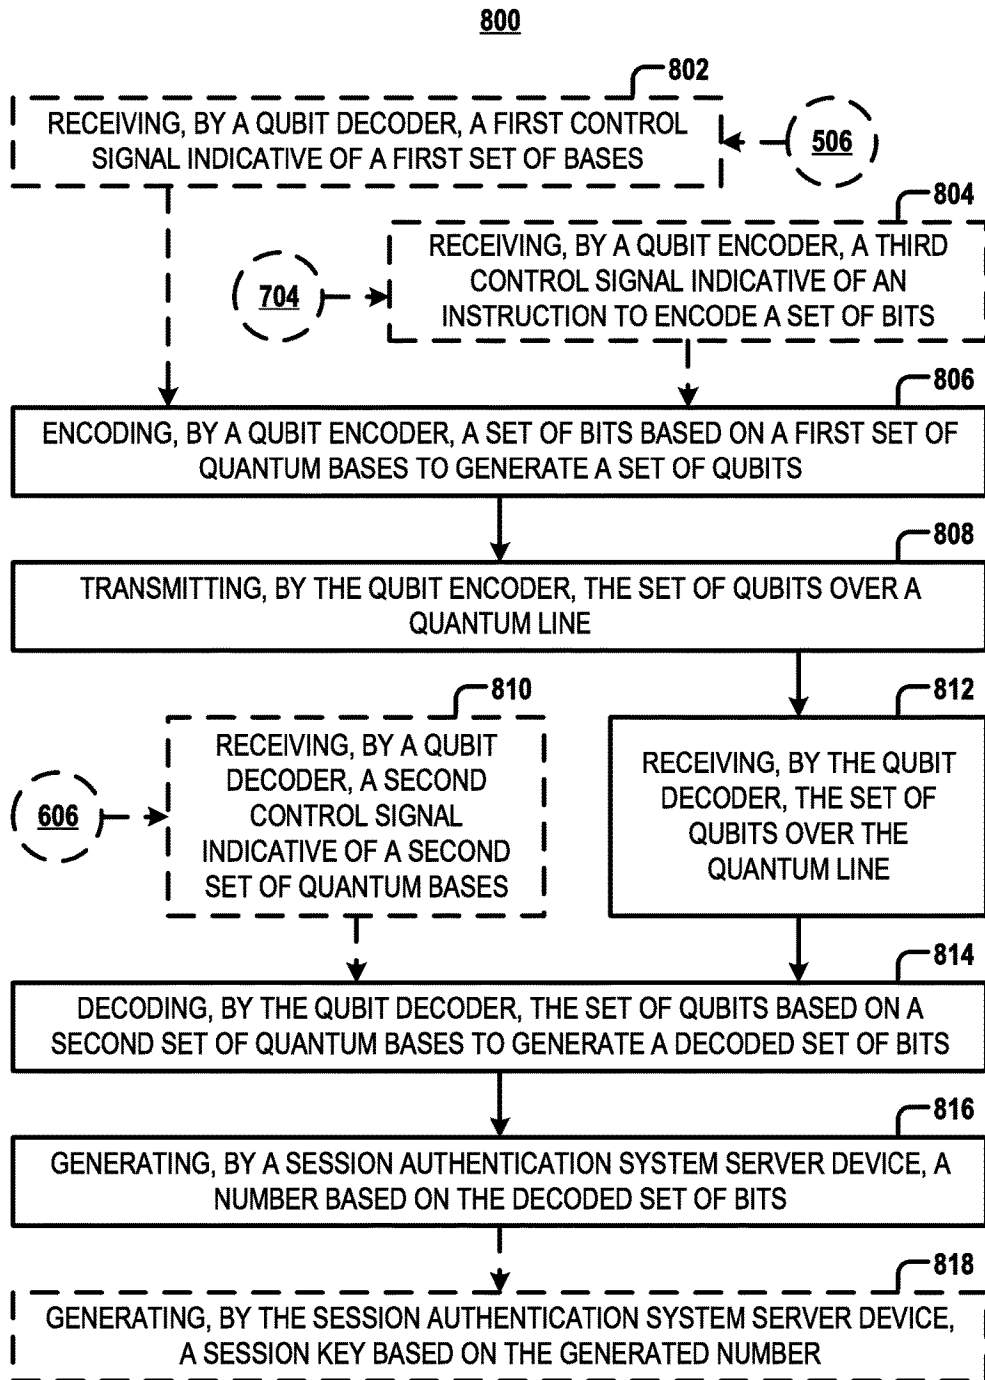 800
802
RECEIVING, BY A QUBIT DECODER, A FIRST CONTROL
SIGNAL INDICATIVE OF A FIRST SET OF BASES
506
804
RECEIVING, BY A QUBIT ENCODER, A THIRD
CONTROL SIGNAL INDICATIVE OF AN
INSTRUCTION TO ENCODE A SET OF BITS
704
806
ENCODING, BY A QUBIT ENCODER, A SET OF BITS BASED ON A FIRST SET OF
QUANTUM BASES TO GENERATE A SET OF QUBITS
808
TRANSMITTING, BY THE QUBIT ENCODER, THE SET OF QUBITS OVER A
QUANTUM LINE
810
RECEIVING, BY A QUBIT
DECODER, A SECOND
CONTROL SIGNAL
INDICATIVE OF A SECOND
SET OF QUANTUM BASES
606
812
RECEIVING, BY THE QUBIT
DECODER, THE SET OF
QUBITS OVER THE
QUANTUM LINE
814
DECODING, BY THE QUBIT DECODER, THE SET OF QUBITS BASED ON A
SECOND SET OF QUANTUM BASES TO GENERATE A DECODED SET OF BITS
816
GENERATING, BY A SESSION AUTHENTICATION SYSTEM SERVER DEVICE, A
NUMBER BASED ON THE DECODED SET OF BITS
818
GENERATING, BY THE SESSION AUTHENTICATION SYSTEM SERVER DEVICE,
A SESSION KEY BASED ON THE GENERATED NUMBER